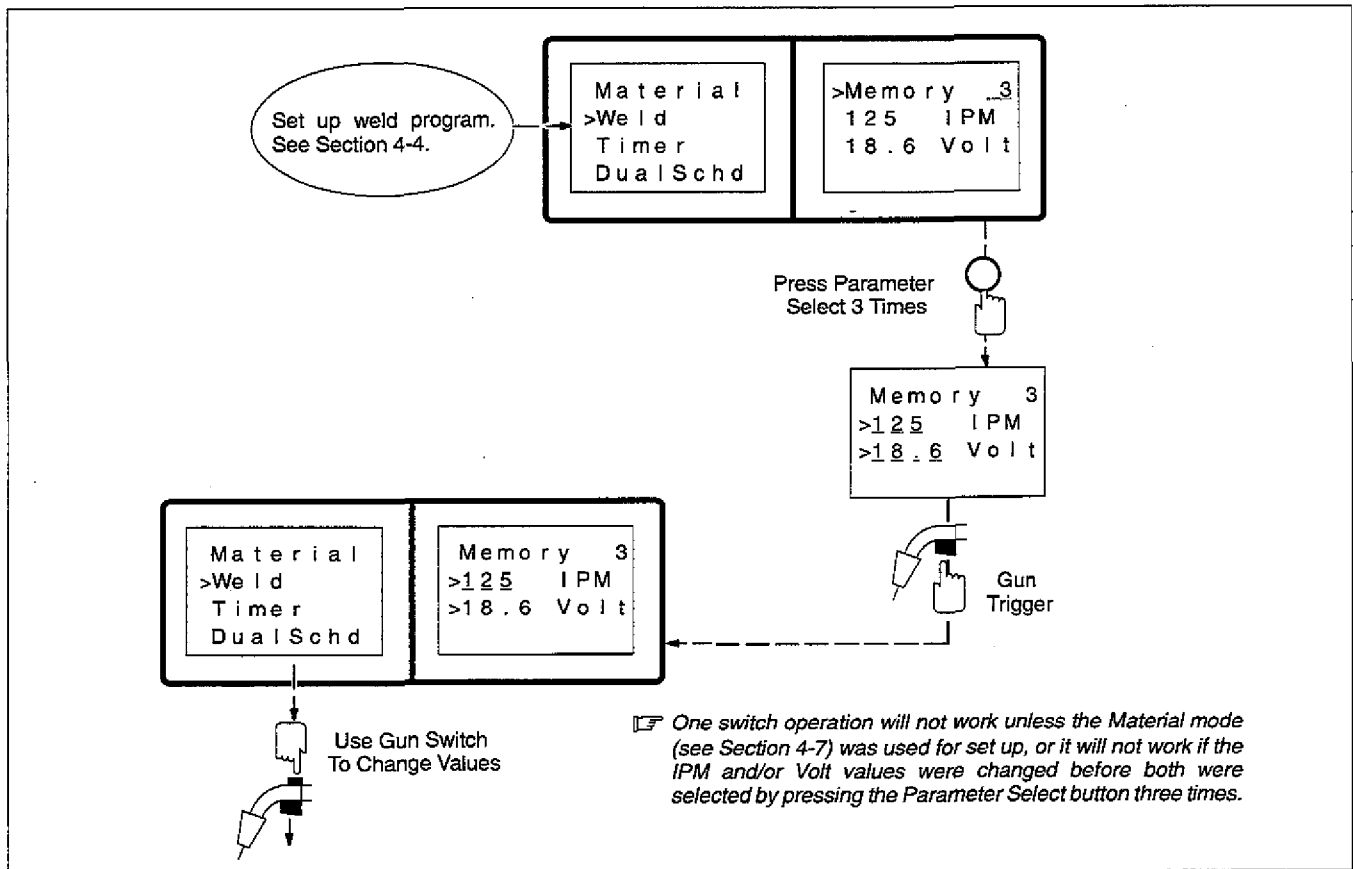 Set up weld program.
See Section 4-4.
Material
>Weld
Timer
DualSchd
>Memory 3
125 IPM
18.6 Volt
Press Parameter
Select 3 Times
Memory 3
>125 IPM
>18.6 Volt
Gun
Trigger
Material
>Weld
Timer
DualSchd
Memory 3
>125 IPM
>18.6 Volt
Use Gun Switch
To Change Values
☞ One switch operation will not work unless the Material mode
(see Section 4-7) was used for set up, or it will not work if the
IPM and/or Volt values were changed before both were
selected by pressing the Parameter Select button three times.